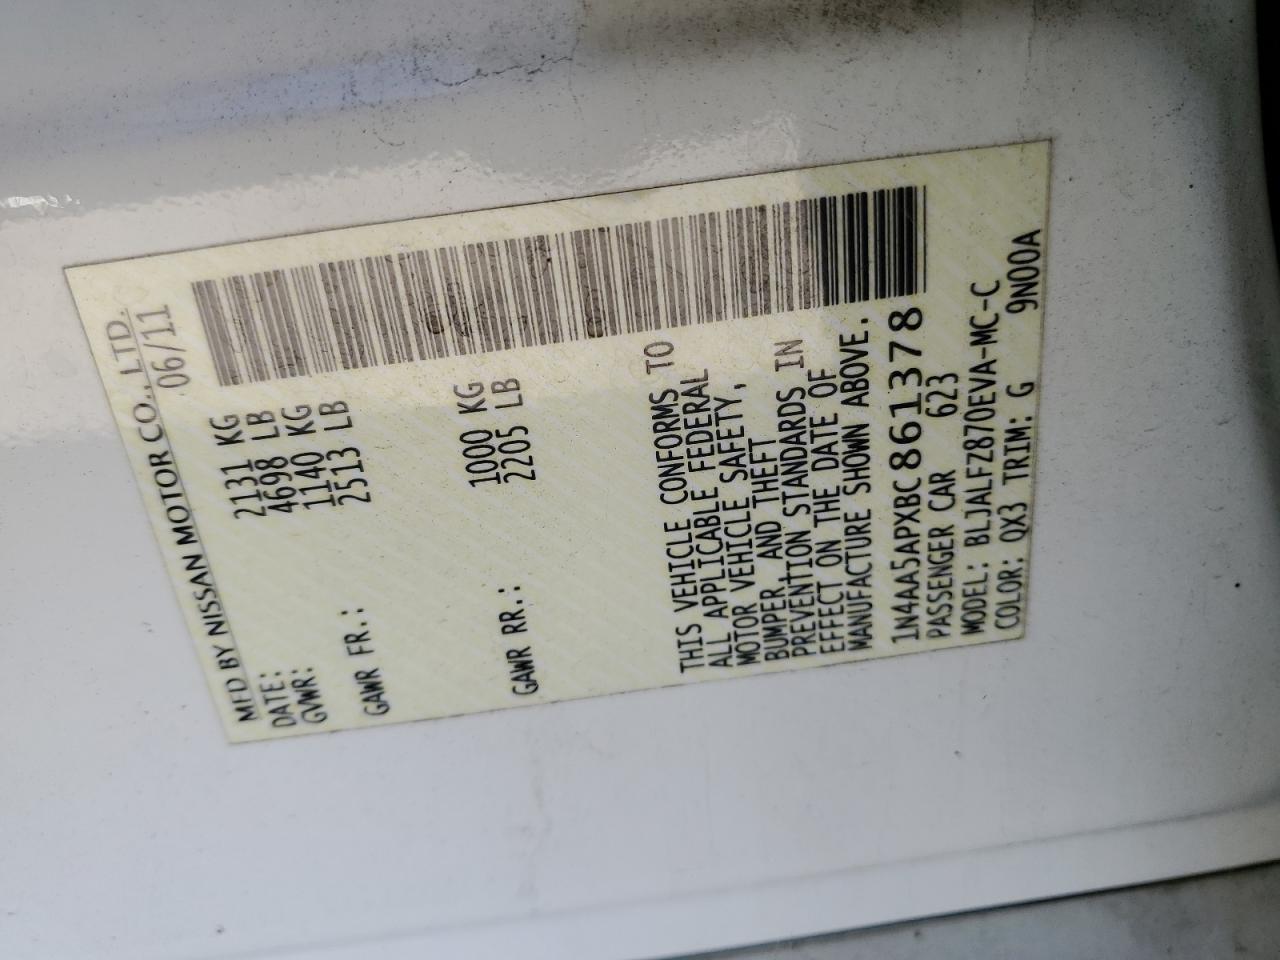 MFD BY NISSAN MOTOR CO., LTD.
DATE: 06/11
GVWR: 2131 KG
4698 LB
GAWR FR.: 1140 KG
2513 LB
GAWR RR.: 1000 KG
2205 LB
THIS VEHICLE CONFORMS TO
ALL APPLICABLE FEDERAL
MOTOR VEHICLE SAFETY,
BUMPER, AND THEFT
PREVENTION STANDARDS IN
EFFECT ON THE DATE OF
MANUFACTURE SHOWN ABOVE.
1N4AA5APXBC861378
PASSENGER CAR 623
MODEL: BLJALFZ870EVA-MC-C
COLOR: QX3 TRIM: G 9N00A